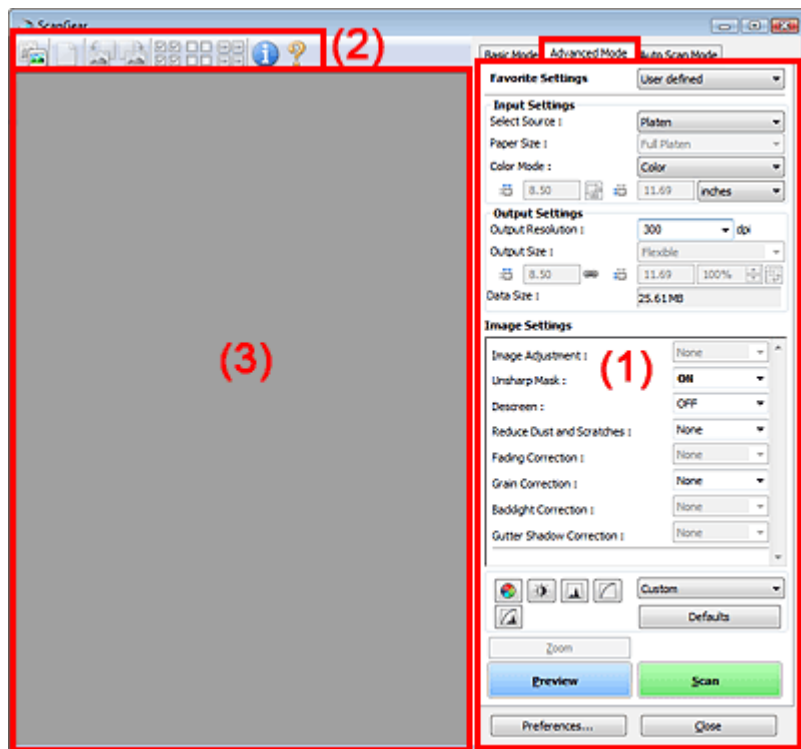 ScanGear
(2)
Basic Mode Advanced Mode Auto Scan Mode
Favorite Settings User defined
Input Settings
Select Source : Platen
Paper Size : Full Platen
Color Mode : Color
8.50 11.69 inches
Output Settings
Output Resolution : 300 dpi
Output Size : Flexible
8.50 11.69 100%
Data Size : 25.61 MB
Image Settings
(3)
(1)
Image Adjustment : None
Unsharp Mask : ON
Descreen : OFF
Reduce Dust and Scratches : None
Fading Correction : None
Grain Correction : None
Backlight Correction : None
Gutter Shadow Correction : None
Custom
Defaults
Zoom
Preview Scan
Preferences... Close